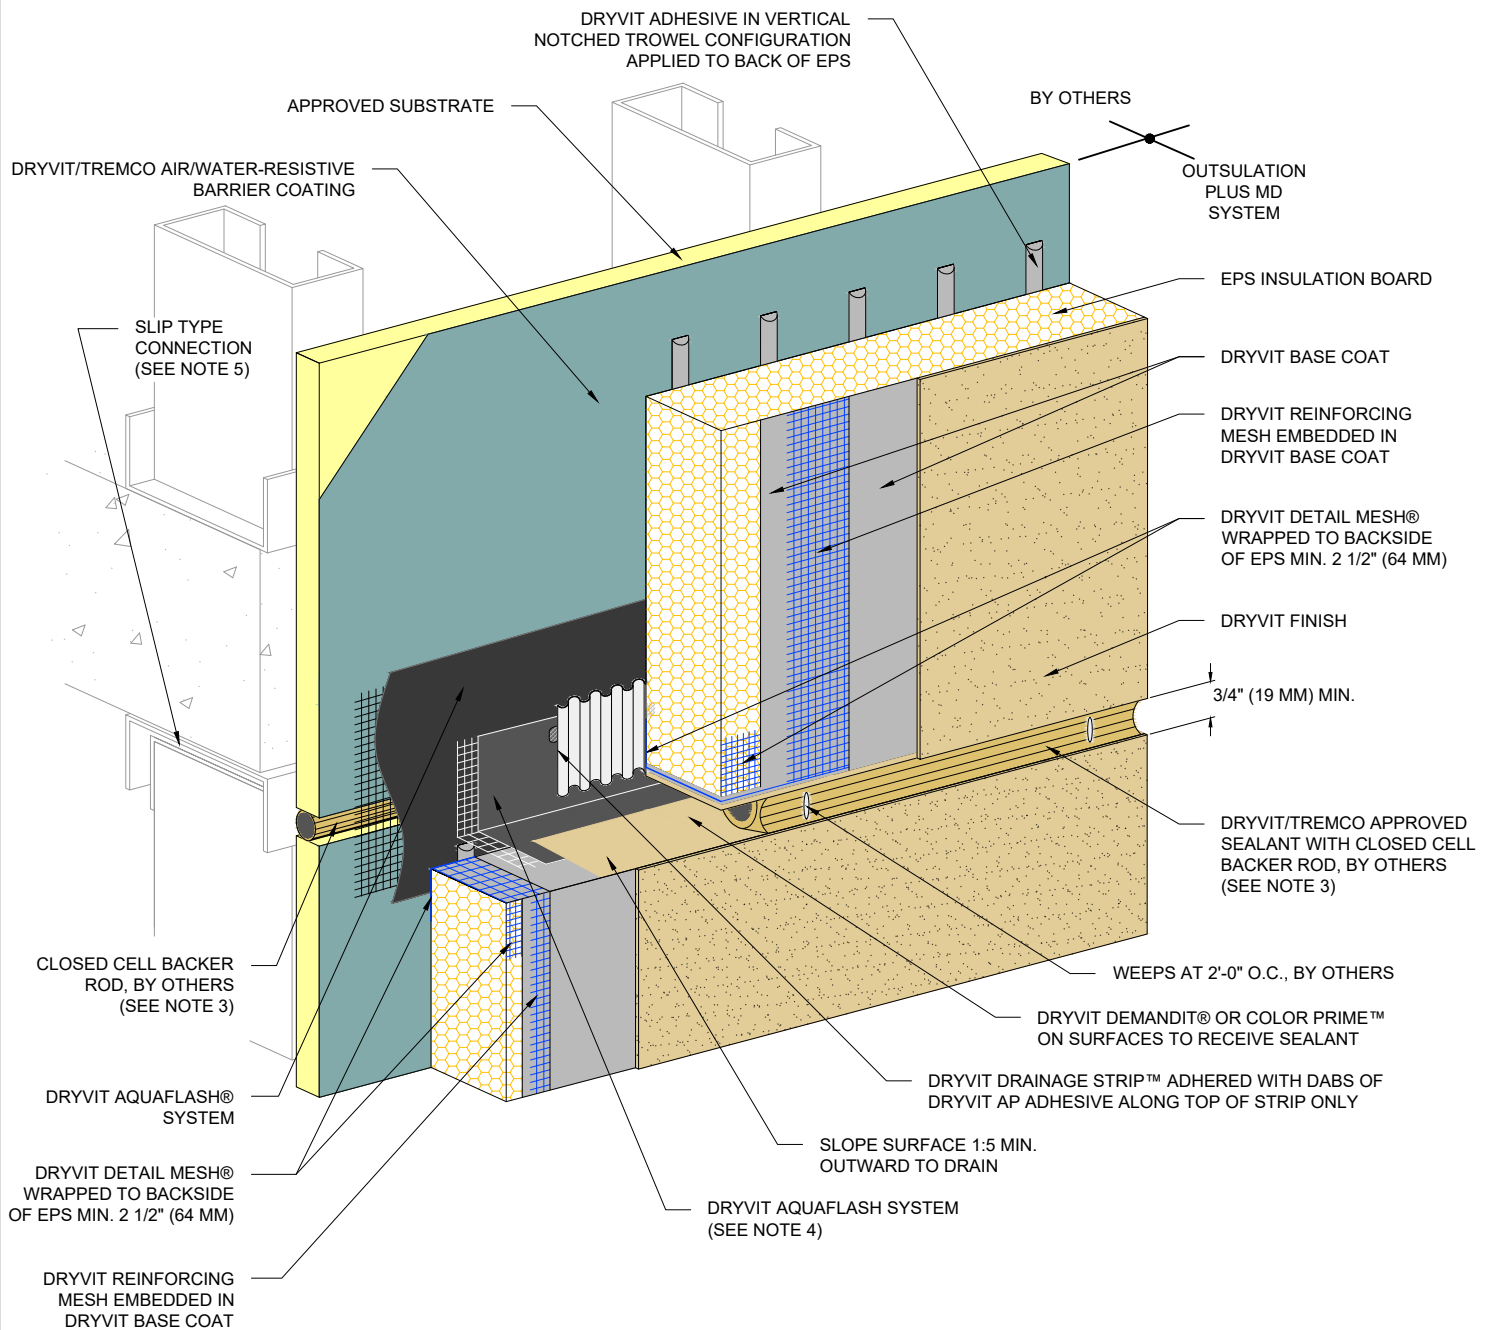 DRYVIT ADHESIVE IN VERTICAL
NOTCHED TROWEL CONFIGURATION
APPLIED TO BACK OF EPS
APPROVED SUBSTRATE
BY OTHERS
DRYVIT/TREMCO AIR/WATER-RESISTIVE
BARRIER COATING
OUTSULATION
PLUS MD
SYSTEM
EPS INSULATION BOARD
SLIP TYPE
CONNECTION
(SEE NOTE 5)
DRYVIT BASE COAT
DRYVIT REINFORCING
MESH EMBEDDED IN
DRYVIT BASE COAT
DRYVIT DETAIL MESH®
WRAPPED TO BACKSIDE
OF EPS MIN. 2 1/2" (64 MM)
DRYVIT FINISH
3/4" (19 MM) MIN.
DRYVIT/TREMCO APPROVED
SEALANT WITH CLOSED CELL
BACKER ROD, BY OTHERS
(SEE NOTE 3)
CLOSED CELL BACKER
ROD, BY OTHERS
(SEE NOTE 3)
WEEPS AT 2'-0" O.C., BY OTHERS
DRYVIT DEMANDIT® OR COLOR PRIME™
ON SURFACES TO RECEIVE SEALANT
DRYVIT AQUAFLASH®
SYSTEM
DRYVIT DRAINAGE STRIP™ ADHERED WITH DABS OF
DRYVIT AP ADHESIVE ALONG TOP OF STRIP ONLY
SLOPE SURFACE 1:5 MIN.
OUTWARD TO DRAIN
DRYVIT DETAIL MESH®
WRAPPED TO BACKSIDE
OF EPS MIN. 2 1/2" (64 MM)
DRYVIT AQUAFLASH SYSTEM
(SEE NOTE 4)
DRYVIT REINFORCING
MESH EMBEDDED IN
DRYVIT BASE COAT